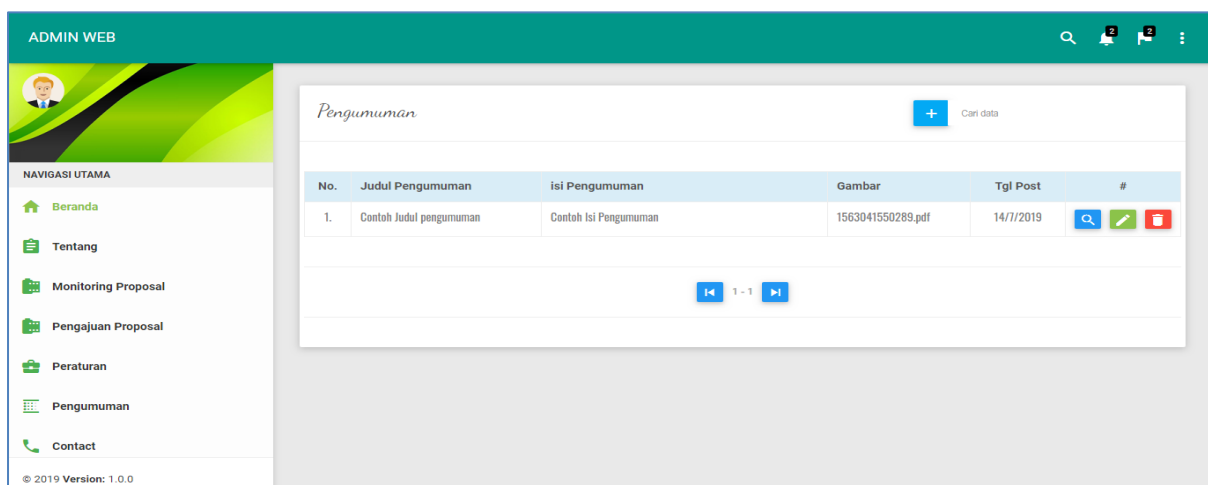 ADMIN WEB
2
2
NAVIGASI UTAMA
Beranda
Tentang
Monitoring Proposal
Pengajuan Proposal
Peraturan
Pengumuman
Contact
© 2019 Version: 1.0.0
Pengumuman
+ Cari data
No. Judul Pengumuman isi Pengumuman Gambar Tgl Post #
1. Contoh Judul pengumuman Contoh Isi Pengumuman 1563041550289.pdf 14/7/2019
1 - 1